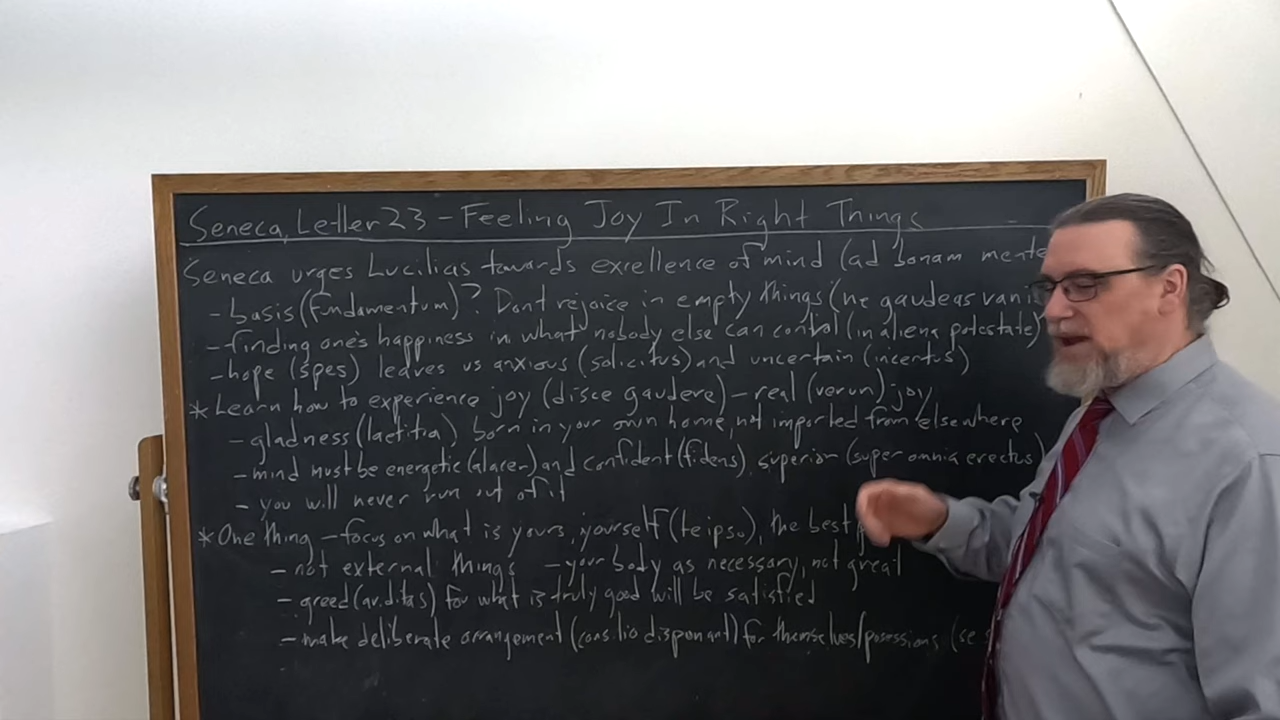 Seneca, Letter 23 - Feeling Joy In Right Things
Seneca urges Lucilius towards excellence of mind (ad bonam mente
- basis (fundamentum)? Dont rejoice in empty things (ne gaudeas vanis
- finding one's happiness in what nobody else can control (in aliena potestate)
- hope (spes) leaves us anxious (solicitus) and uncertain (incertus)
* Learn how to experience joy (disce gaudere) - real (verum) joy
- gladness (laetitia) born in your own home, not imported from elsewhere
- mind must be energetic (alacer) and confident (fidens), superior (super omnia erectus)
- you will never run out of it
* One thing - focus on what is yours, yourself (te ipso), the best
- not external things - your body as necessary, not great
- greed (aviditas) for what is truly good will be satisfied
- make deliberate arrangement (consilio disponant) for themselves/possessions (se